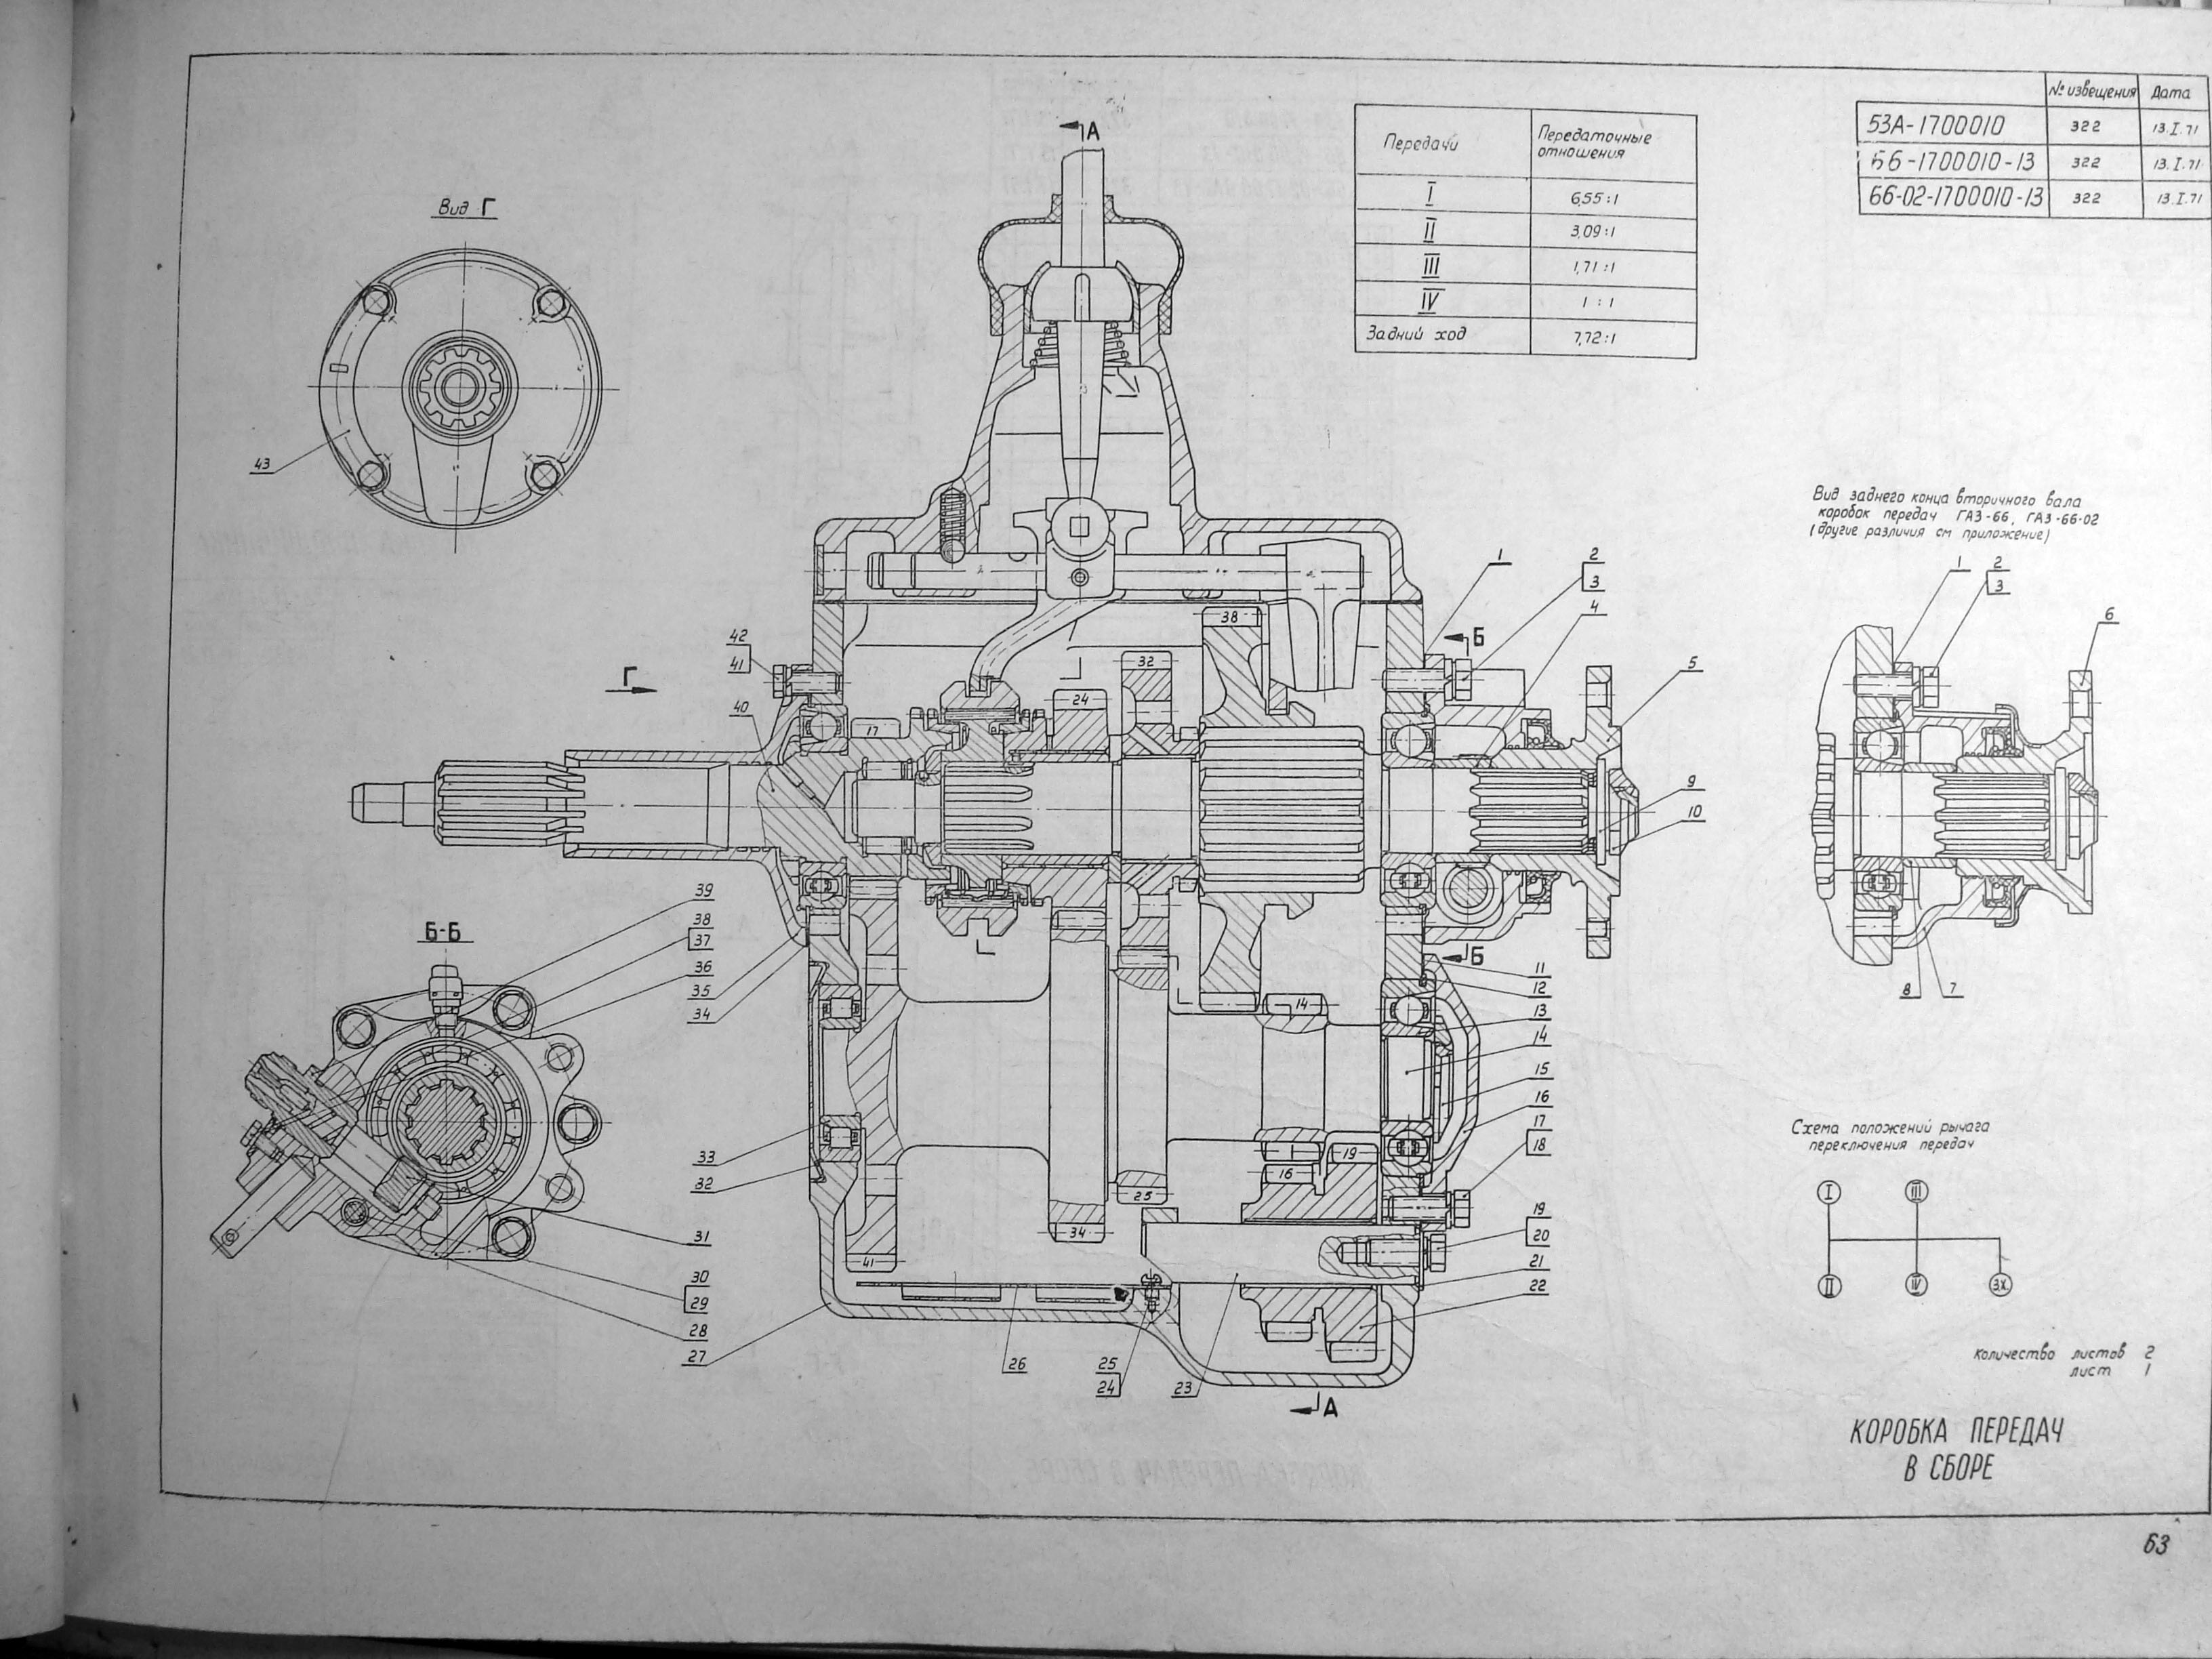 № извещения Дата
53А-1700010 322 13.I.71
66-1700010-13 322 13.I.71
66-02-1700010-13 322 13.I.71
Передачи Передаточные отношения
I 6,55:1
II 3,09:1
III 1,71:1
IV 1:1
Задний ход 7,72:1
А
Вид Г
43
Вид заднего конца вторичного вала
коробок передач ГАЗ-66, ГАЗ-66-02
(другие различия см приложение)
1
2
3
6
8
7
1
2
3
4
Б
5
9
10
Б
11
12
13
14
15
16
17
18
19
20
21
22
42
41
Г
40
17
24
32
38
14
16
19
25
34
41
Б-Б
39
38
37
36
35
34
33
32
31
30
29
28
27
26
25
24
23
А
Схема положений рычага
переключения передач
I III
II IV З.Х.
Количество листов 2
лист 1
КОРОБКА ПЕРЕДАЧ
В СБОРЕ
63